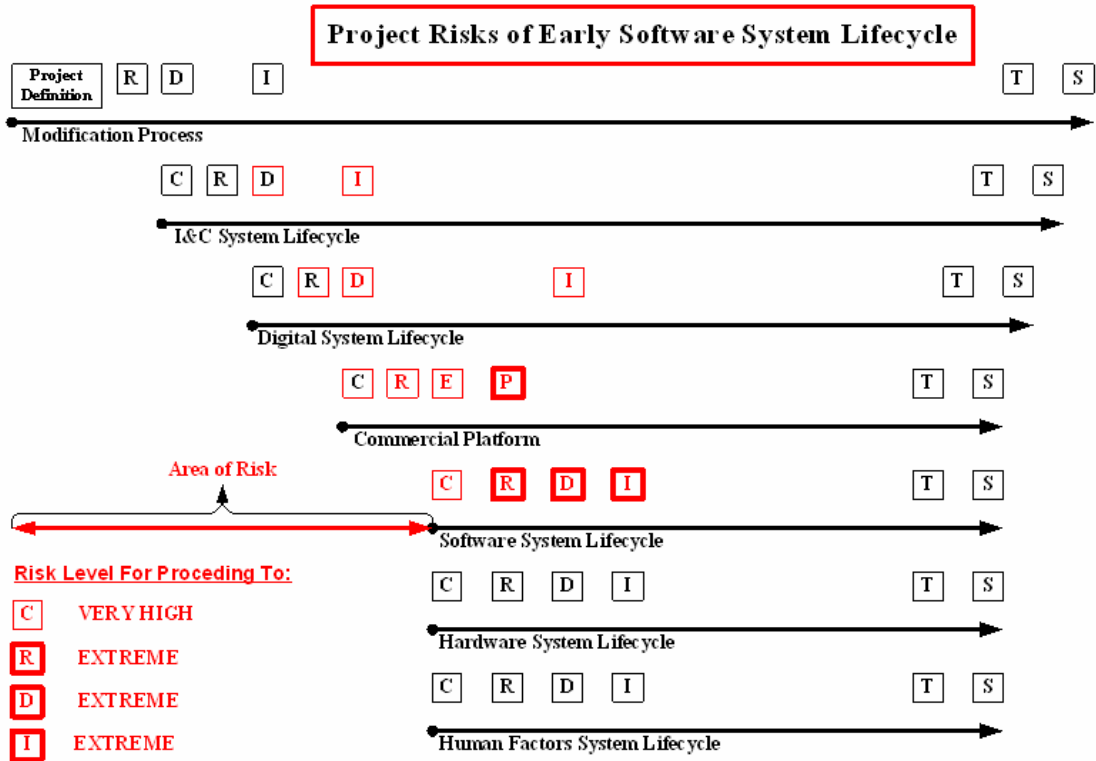 Project Risks of Early Software System Lifecycle
Project
Definition
R D I T S
Modification Process
C R D I T S
I&C System Lifecycle
C R D I T S
Digital System Lifecycle
C R E P T S
Commercial Platform
Area of Risk
C R D I T S
Software System Lifecycle
Risk Level For Proceding To:
C VERY HIGH
R EXTREME
D EXTREME
I EXTREME
C R D I T S
Hardware System Lifecycle
C R D I T S
Human Factors System Lifecycle